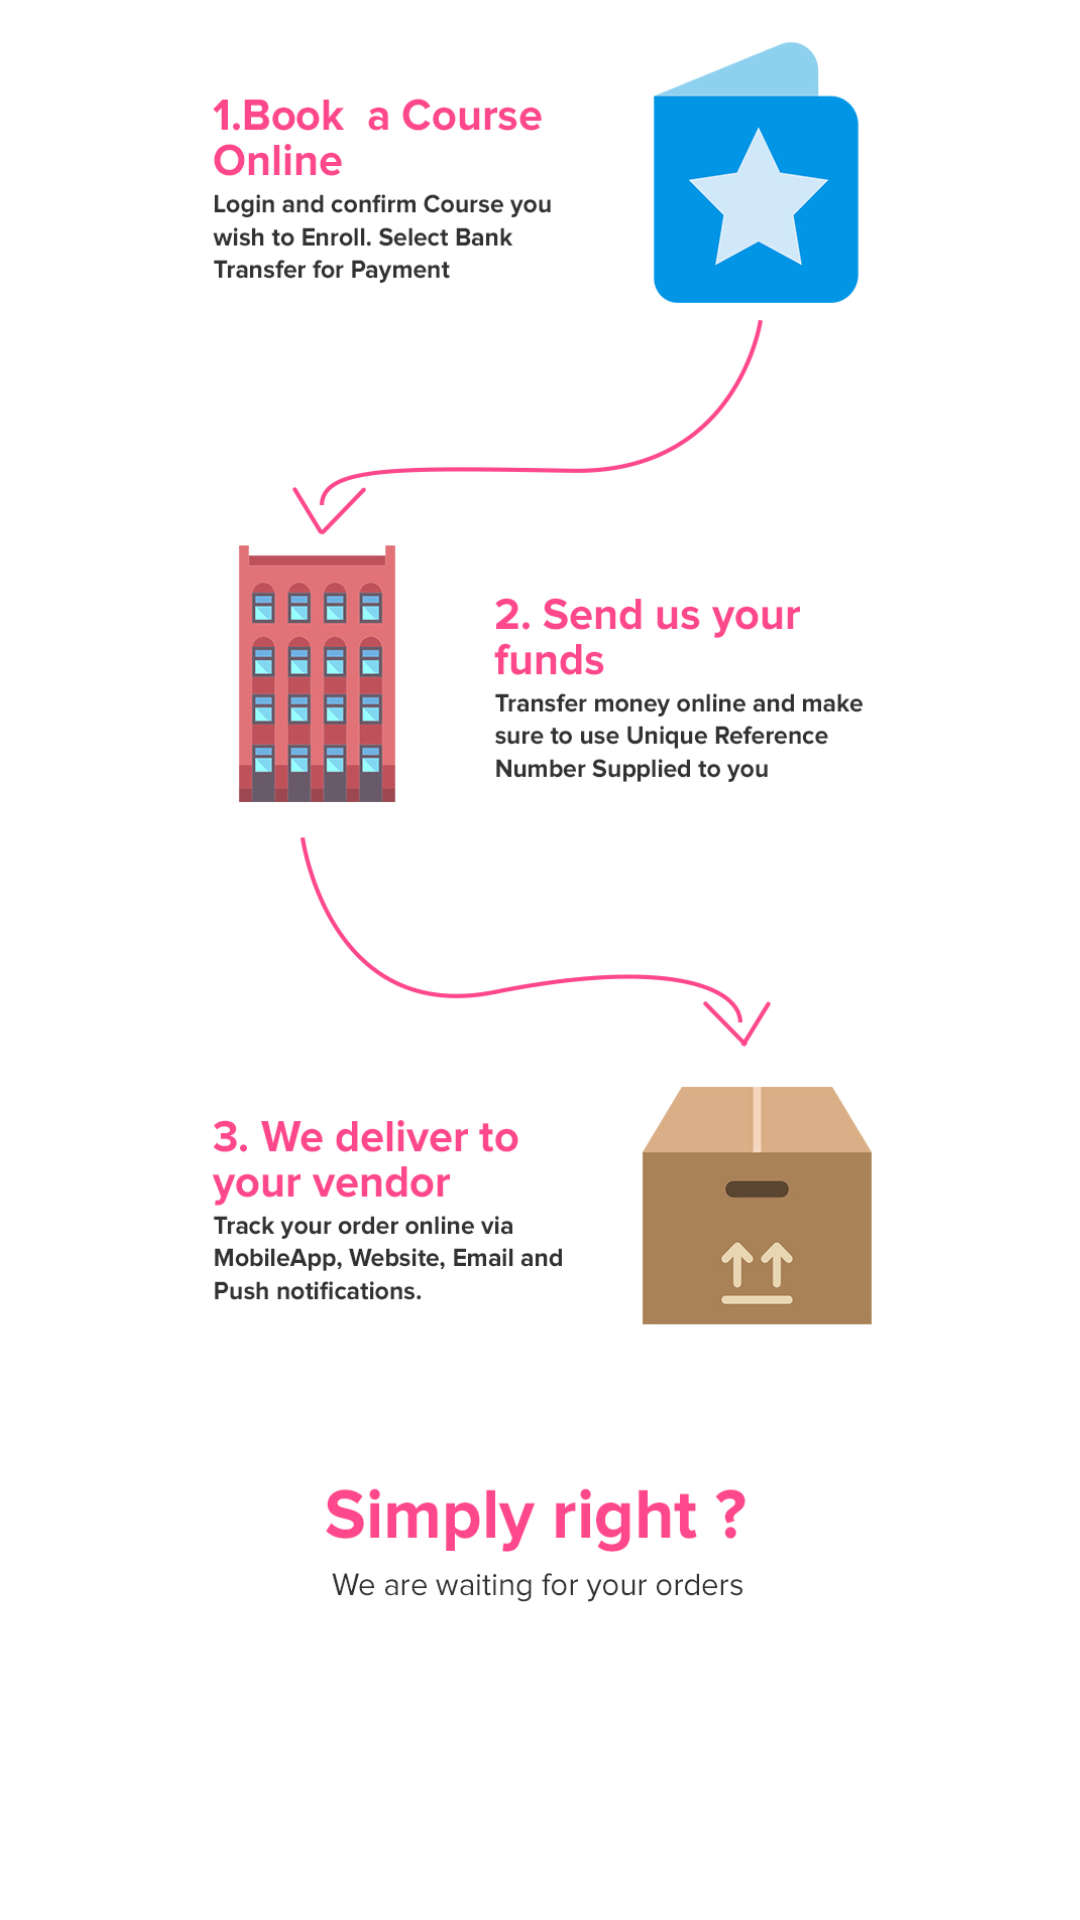 1.Book  a Course
Online
Login and confirm Course you
wish to Enroll. Select Bank
Transfer for Payment
2. Send us your
funds
Transfer money online and make
sure to use Unique Reference
Number Supplied to you
3. We deliver to
your vendor
Track your order online via
MobileApp, Website, Email and
Push notifications.
Simply right ?
We are waiting for your orders